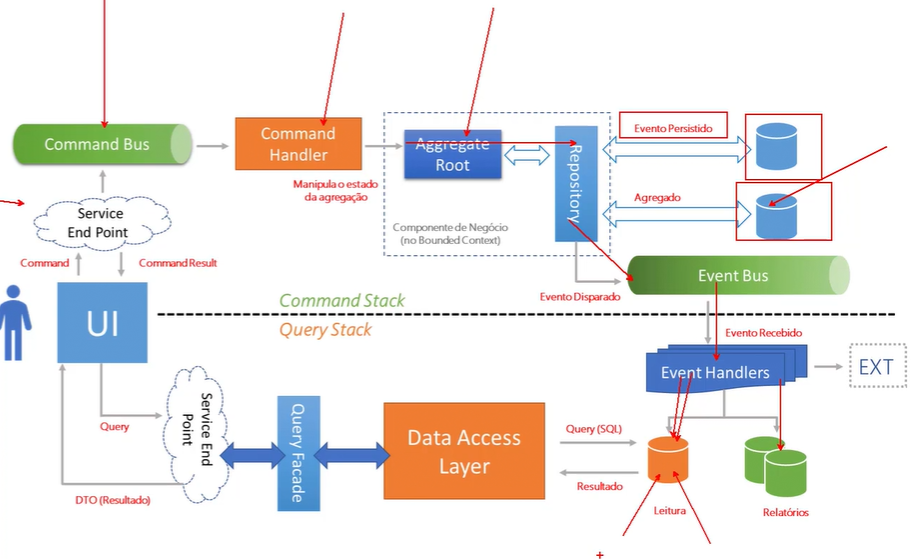 Command Bus
Command
Handler
Aggregate
Root
Repository
Evento Persistido
Agregado
Manipula o estado
da agregação
Componente de Negócio
(no Bounded Context)
Service
End Point
Command
Command Result
Evento Disparado
Event Bus
UI
Command Stack
Query Stack
Evento Recebido
Event Handlers
EXT
Query
Service End
Point
Query Facade
Data Access
Layer
Query (SQL)
Resultado
DTO (Resultado)
Leitura
Relatórios